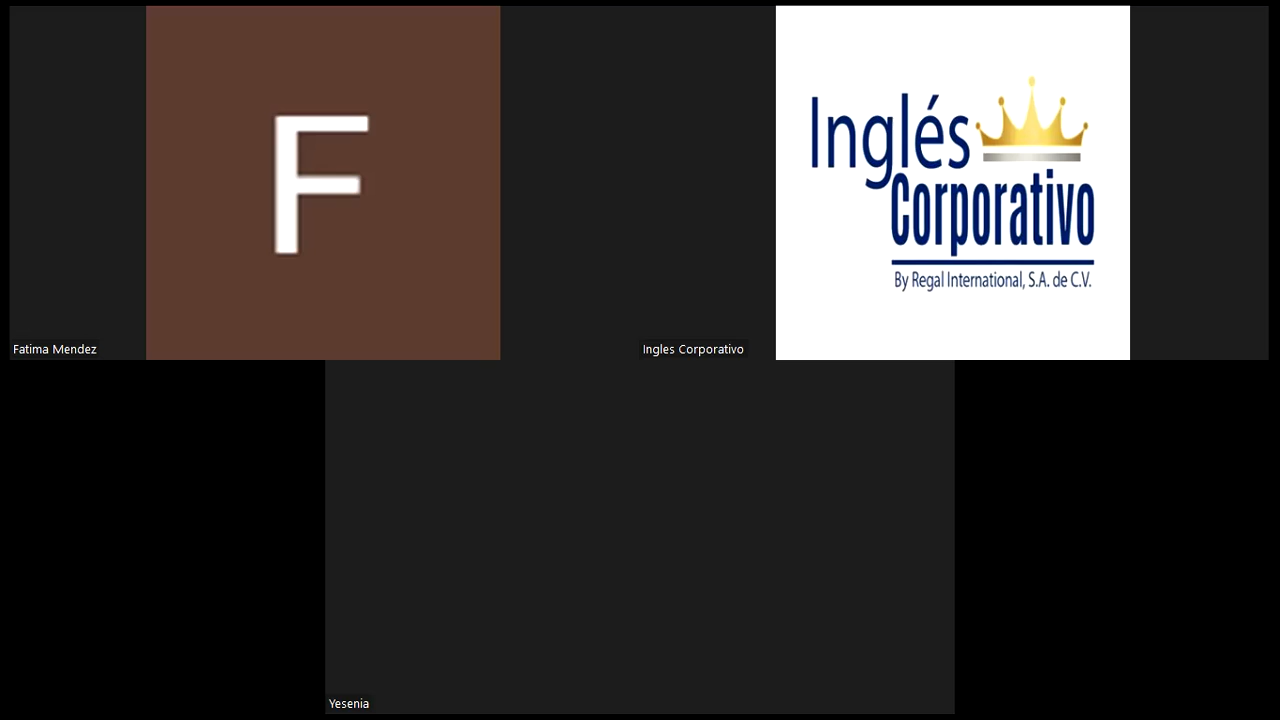 F
Inglés
Corporativo
By Regal International, S.A. de C.V.
Fatima Mendez
Ingles Corporativo
Yesenia